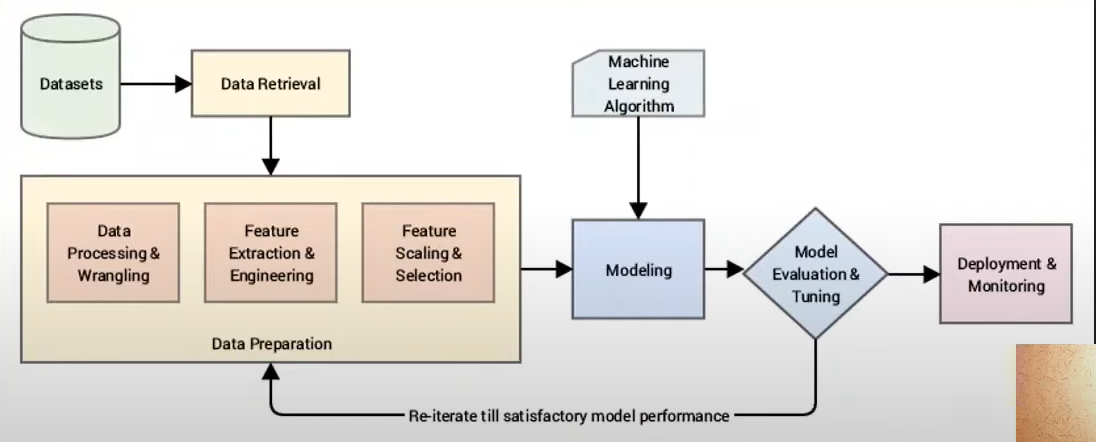 Datasets
Data Retrieval
Machine
Learning
Algorithm
Data
Processing &
Wrangling
Feature
Extraction &
Engineering
Feature
Scaling &
Selection
Data Preparation
Modeling
Model
Evaluation &
Tuning
Deployment &
Monitoring
Re-iterate till satisfactory model performance